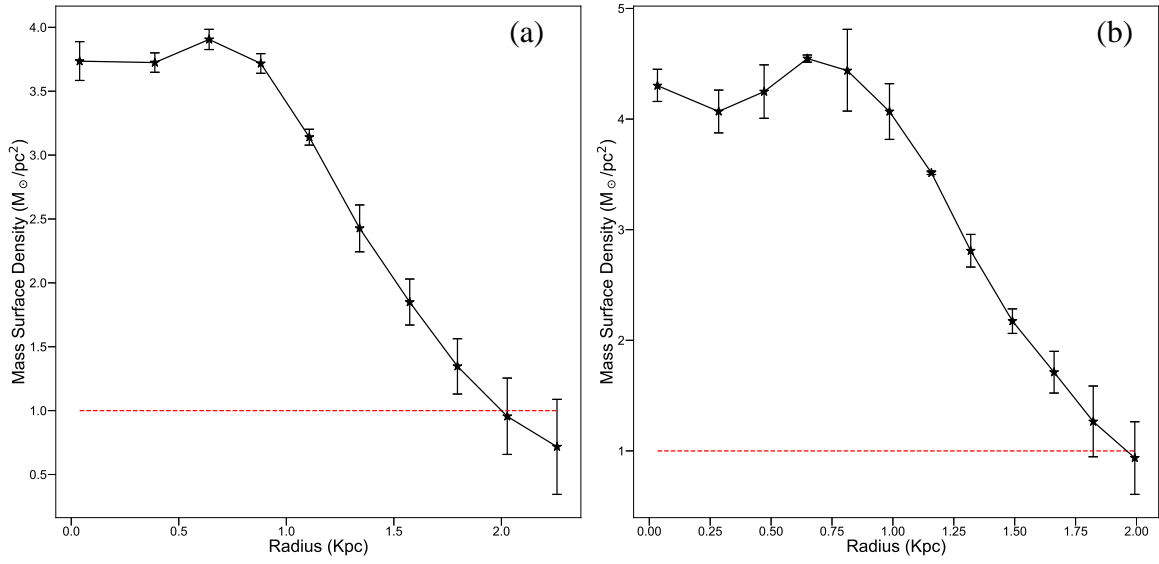 (a)
Mass Surface Density (M⊙/pc²)
4.0
3.5
3.0
2.5
2.0
1.5
1.0
0.5
0.0 0.5 1.0 1.5 2.0
Radius (Kpc)
(b)
Mass Surface Density (M⊙/pc²)
5
4
3
2
1
0.00 0.25 0.50 0.75 1.00 1.25 1.50 1.75 2.00
Radius (Kpc)